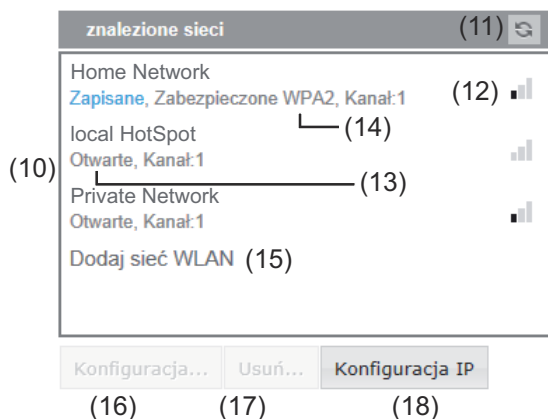 znalezione sieci (11)
Home Network
Zapisane, Zabezpieczone WPA2, Kanał:1 (12)
(14)
local HotSpot
Otwarte, Kanał:1
(10) (13)
Private Network
Otwarte, Kanał:1
Dodaj sieć WLAN (15)
Konfiguracja... Usuń... Konfiguracja IP
(16) (17) (18)